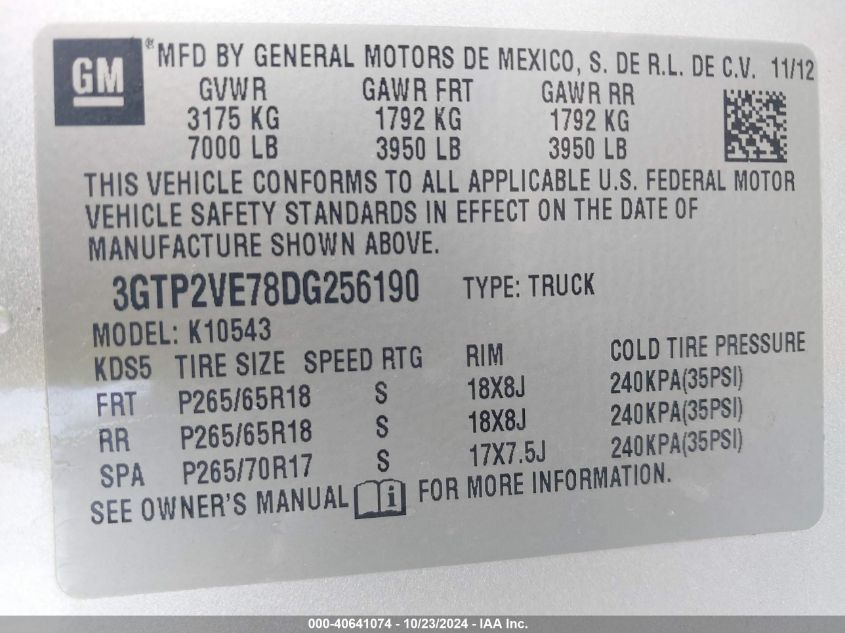 GM ® MFD BY GENERAL MOTORS DE MEXICO, S. DE R.L. DE C.V. 11/12
GVWR GAWR FRT GAWR RR
3175 KG 1792 KG 1792 KG
7000 LB 3950 LB 3950 LB
THIS VEHICLE CONFORMS TO ALL APPLICABLE U.S. FEDERAL MOTOR
VEHICLE SAFETY STANDARDS IN EFFECT ON THE DATE OF
MANUFACTURE SHOWN ABOVE.
3GTP2VE78DG256190 TYPE: TRUCK
MODEL: K10543
KDS5 TIRE SIZE SPEED RTG RIM COLD TIRE PRESSURE
FRT P265/65R18 S 18X8J 240KPA(35PSI)
RR P265/65R18 S 18X8J 240KPA(35PSI)
SPA P265/70R17 S 17X7.5J 240KPA(35PSI)
SEE OWNER'S MANUAL i FOR MORE INFORMATION.
000-40641074 - 10/23/2024 - IAA Inc.